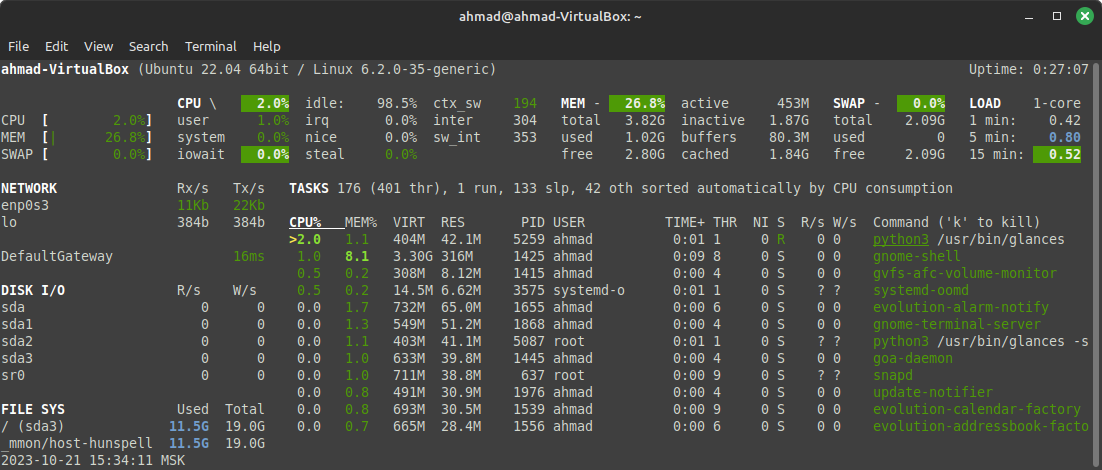 ahmad@ahmad-VirtualBox: ~
File Edit View Search Terminal Help
ahmad-VirtualBox (Ubuntu 22.04 64bit / Linux 6.2.0-35-generic) Uptime: 0:27:07
CPU \ 2.0% idle: 98.5% ctx_sw 194 MEM - 26.8% active 453M SWAP - 0.0% LOAD 1-core
CPU [ 2.0%] user 1.0% irq 0.0% inter 304 total 3.82G inactive 1.87G total 2.09G 1 min: 0.42
MEM [| 26.8%] system 0.0% nice 0.0% sw_int 353 used 1.02G buffers 80.3M used 0 5 min: 0.80
SWAP [ 0.0%] iowait 0.0% steal 0.0% free 2.80G cached 1.84G free 2.09G 15 min: 0.52
NETWORK Rx/s Tx/s TASKS 176 (401 thr), 1 run, 133 slp, 42 oth sorted automatically by CPU consumption
enp0s3 11Kb 22Kb
lo 384b 384b CPU% MEM% VIRT RES PID USER TIME+ THR NI S R/s W/s Command ('k' to kill)
>2.0 1.1 404M 42.1M 5259 ahmad 0:01 1 0 R 0 0 python3 /usr/bin/glances
DefaultGateway 16ms 1.0 8.1 3.30G 316M 1425 ahmad 0:09 8 0 S 0 0 gnome-shell
0.5 0.2 308M 8.12M 1415 ahmad 0:00 4 0 S 0 0 gvfs-afc-volume-monitor
DISK I/O R/s W/s 0.5 0.2 14.5M 6.62M 3575 systemd-o 0:01 1 0 S ? ? systemd-oomd
sda 0 0 0.0 1.7 732M 65.0M 1655 ahmad 0:00 6 0 S 0 0 evolution-alarm-notify
sda1 0 0 0.0 1.3 549M 51.2M 1868 ahmad 0:00 4 0 S 0 0 gnome-terminal-server
sda2 0 0 0.0 1.1 403M 41.1M 5087 root 0:01 1 0 S ? ? python3 /usr/bin/glances -s
sda3 0 0 0.0 1.0 633M 39.8M 1445 ahmad 0:00 4 0 S 0 0 goa-daemon
sr0 0 0 0.0 1.0 711M 38.8M 637 root 0:00 9 0 S ? ? snapd
0.0 0.8 491M 30.9M 1976 ahmad 0:00 4 0 S 0 0 update-notifier
FILE SYS Used Total 0.0 0.8 693M 30.5M 1539 ahmad 0:00 9 0 S 0 0 evolution-calendar-factory
/ (sda3) 11.5G 19.0G 0.0 0.7 665M 28.4M 1556 ahmad 0:00 6 0 S 0 0 evolution-addressbook-facto
_mmon/host-hunspell 11.5G 19.0G
2023-10-21 15:34:11 MSK